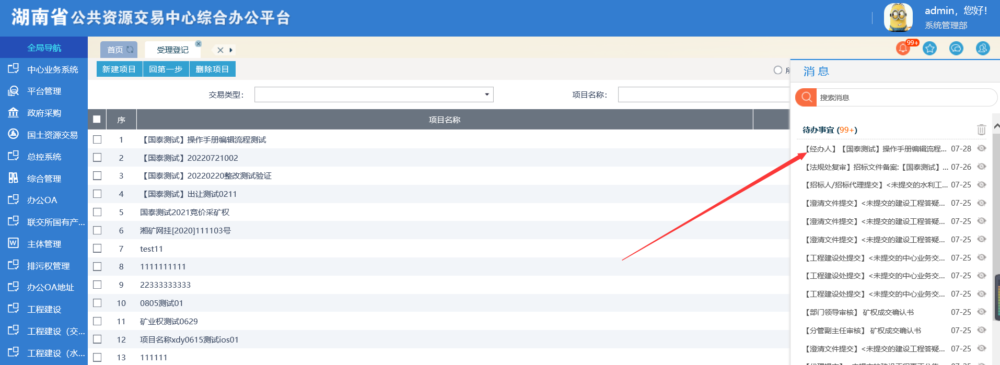 湖南省公共资源交易中心综合办公平台
admin，您好!
系统管理部
全局导航
首页
受理登记
99+
中心业务系统
平台管理
政府采购
国土资源交易
总控系统
综合管理
办公OA
联交所国有产...
主体管理
排污权管理
办公OA地址
工程建设
工程建设（交...
工程建设（水...
新建项目
回第一步
删除项目
交易类型：
项目名称：
序
项目名称
1 【国泰测试】操作手册编辑流程测试
2 【国泰测试】20220721002
3 【国泰测试】20220220整改测试验证
4 【国泰测试】出让测试0211
5 国泰测试2021竞价采矿权
6 湘矿网挂[2020]111103号
7 test11
8 1111111111
9 22333333333
10 0805测试01
11 矿业权测试0629
12 项目名称xdy0615测试ios01
13 111111
消息
搜索消息
待办事宜 (99+)
【经办人】【国泰测试】操作手册编辑流程... 07-28
【法规处复审】招标文件备案:【国泰测试】... 07-26
【招标人/招标代理提交】<未提交的水利工... 07-25
【澄清文件提交】<未提交的建设工程答疑... 07-25
【澄清文件提交】<未提交的建设工程答疑... 07-25
【澄清文件提交】<未提交的建设工程答疑... 07-25
【工程建设处提交】<未提交的中心业务交... 07-25
【工程建设处提交】<未提交的中心业务交... 07-25
【工程建设处提交】<未提交的中心业务交... 07-25
【部门领导审核】 矿权成交确认书 07-25
【分管副主任审核】 矿权成交确认书 07-25
【澄清文件提交】<未提交的建设工程答疑... 07-25